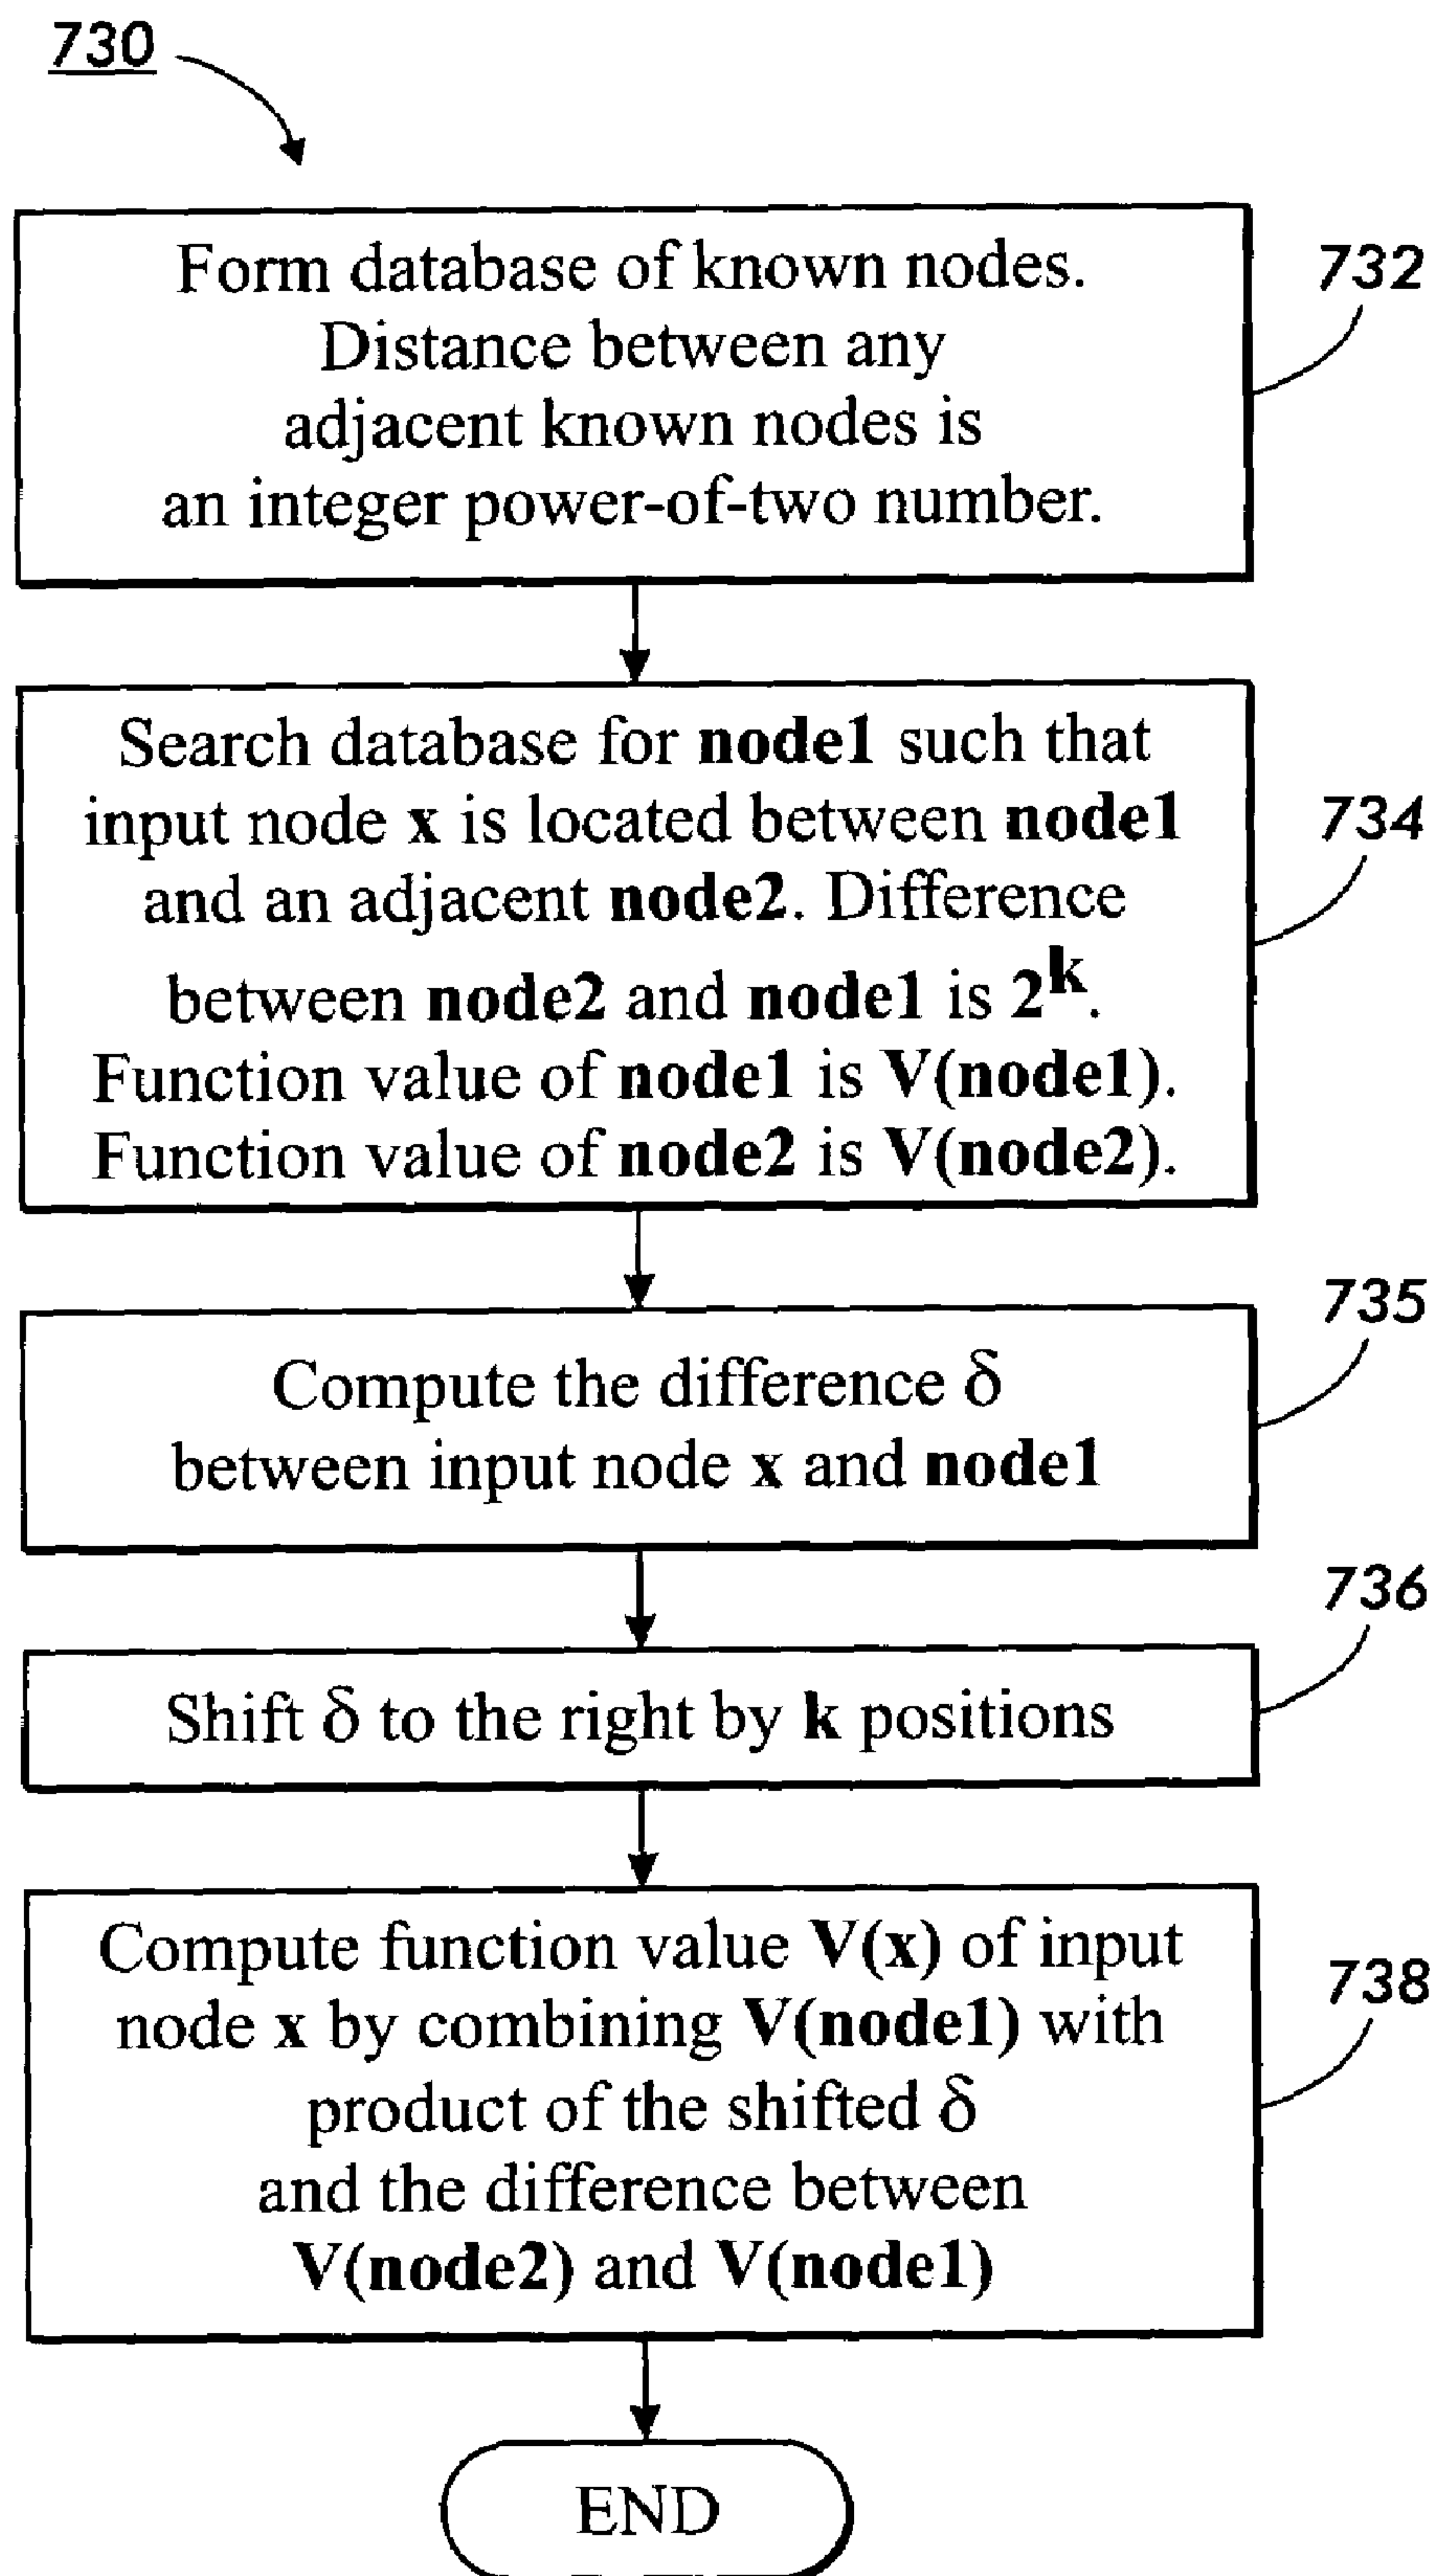 730
Form database of known nodes.
Distance between any
adjacent known nodes is
an integer power-of-two number.
732
Search database for node1 such that
input node x is located between node1
and an adjacent node2. Difference
between node2 and node1 is 2^k.
Function value of node1 is V(node1).
Function value of node2 is V(node2).
734
Compute the difference δ
between input node x and node1
735
Shift δ to the right by k positions
736
Compute function value V(x) of input
node x by combining V(node1) with
product of the shifted δ
and the difference between
V(node2) and V(node1)
738
END